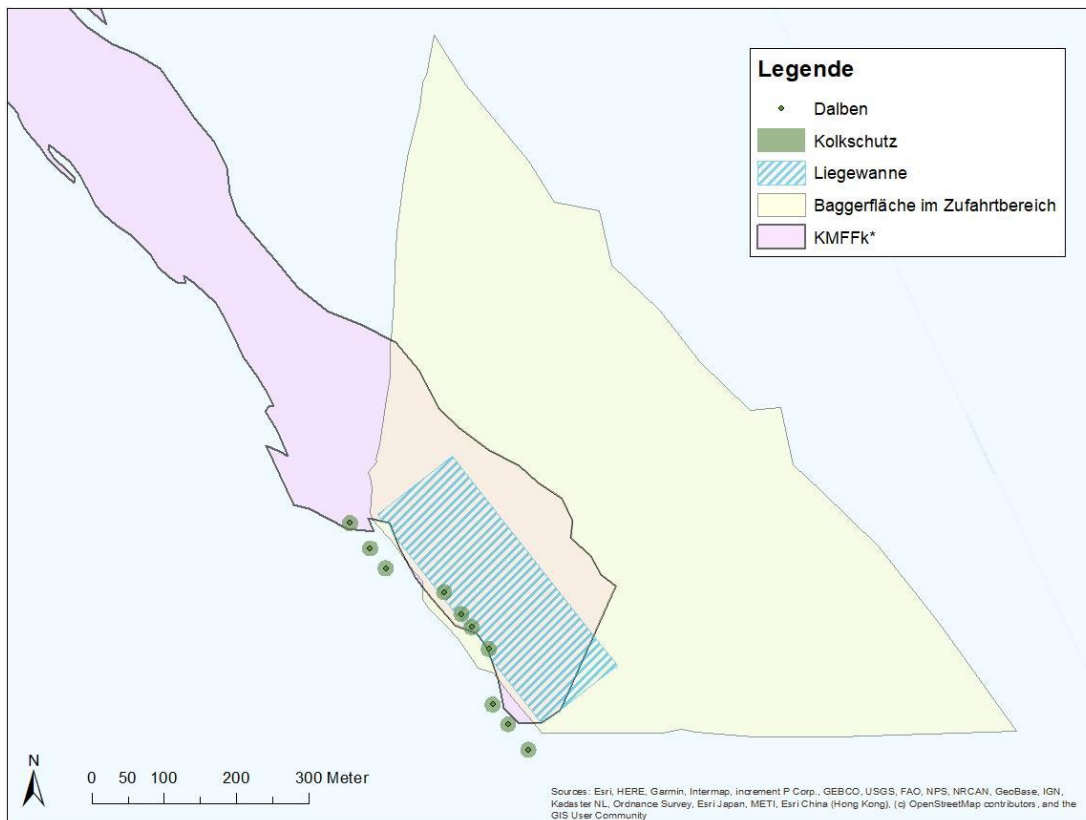 Legende
Dalben
Kolkschutz
Liegewanne
Baggerfläche im Zufahrtbereich
KMFFk*
N
0 50 100 200 300 Meter
Sources: Esri, HERE, Garmin, Intermap, increment P Corp., GEBCO, USGS, FAO, NPS, NRCAN, GeoBase, IGN,
Kadaster NL, Ordnance Survey, Esri Japan, METI, Esri China (Hong Kong), (c) OpenStreetMap contributors, and the
GIS User Community